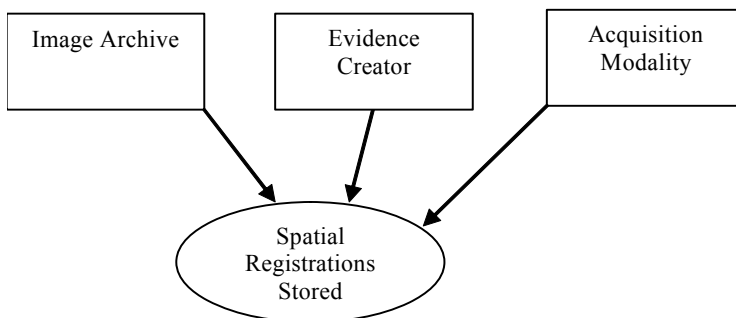 Image Archive
Evidence
Creator
Acquisition
Modality
Spatial
Registrations
Stored